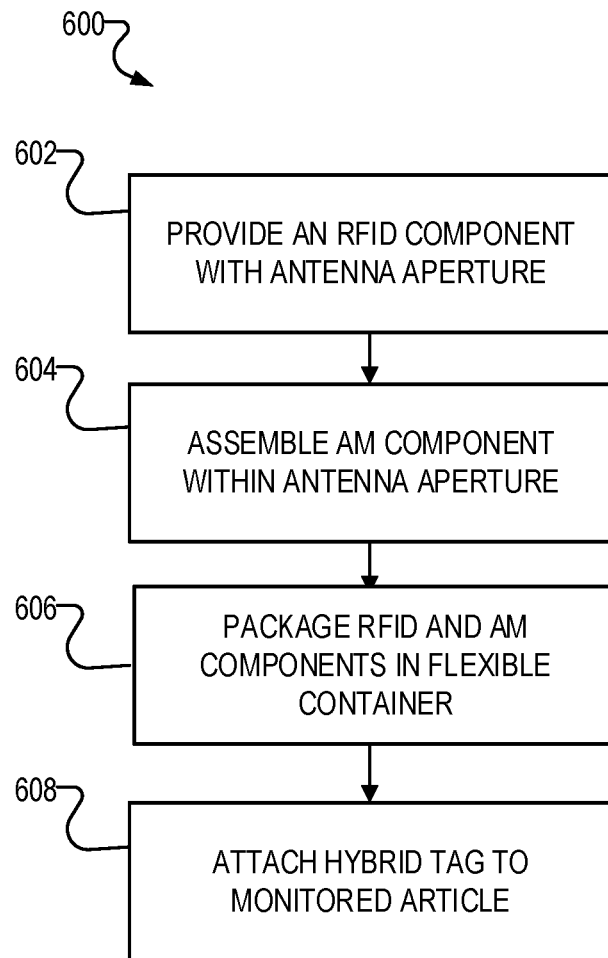 600
602
PROVIDE AN RFID COMPONENT
WITH ANTENNA APERTURE
604
ASSEMBLE AM COMPONENT
WITHIN ANTENNA APERTURE
606
PACKAGE RFID AND AM
COMPONENTS IN FLEXIBLE
CONTAINER
608
ATTACH HYBRID TAG TO
MONITORED ARTICLE